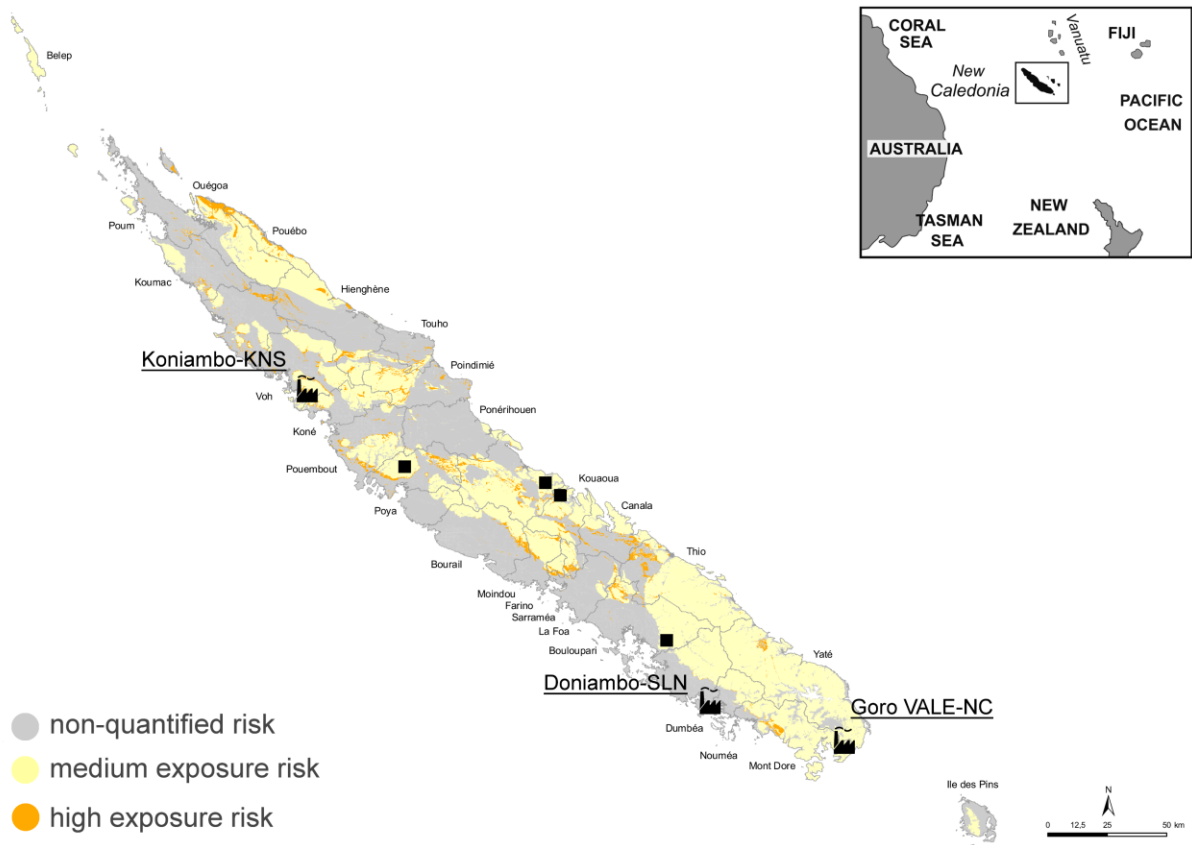 Belep
Ouégoa
Poum
Pouébo
Koumac
Hienghène
Touho
Koniambo-KNS
Poindimié
Voh
Ponérihouen
Koné
Pouembout
Kouaoua
Poya
Canala
Thio
Bourail
Moindou
Farino
Sarraméa
La Foa
Bouloupari
Yaté
Doniambo-SLN
Goro VALE-NC
Dumbéa
Nouméa
Mont Dore
Ile des Pins
non-quantified risk
medium exposure risk
high exposure risk
N
0 12,5 25 50 km
CORAL
SEA
Vanuatu
FIJI
New
Caledonia
PACIFIC
OCEAN
AUSTRALIA
TASMAN
SEA
NEW
ZEALAND